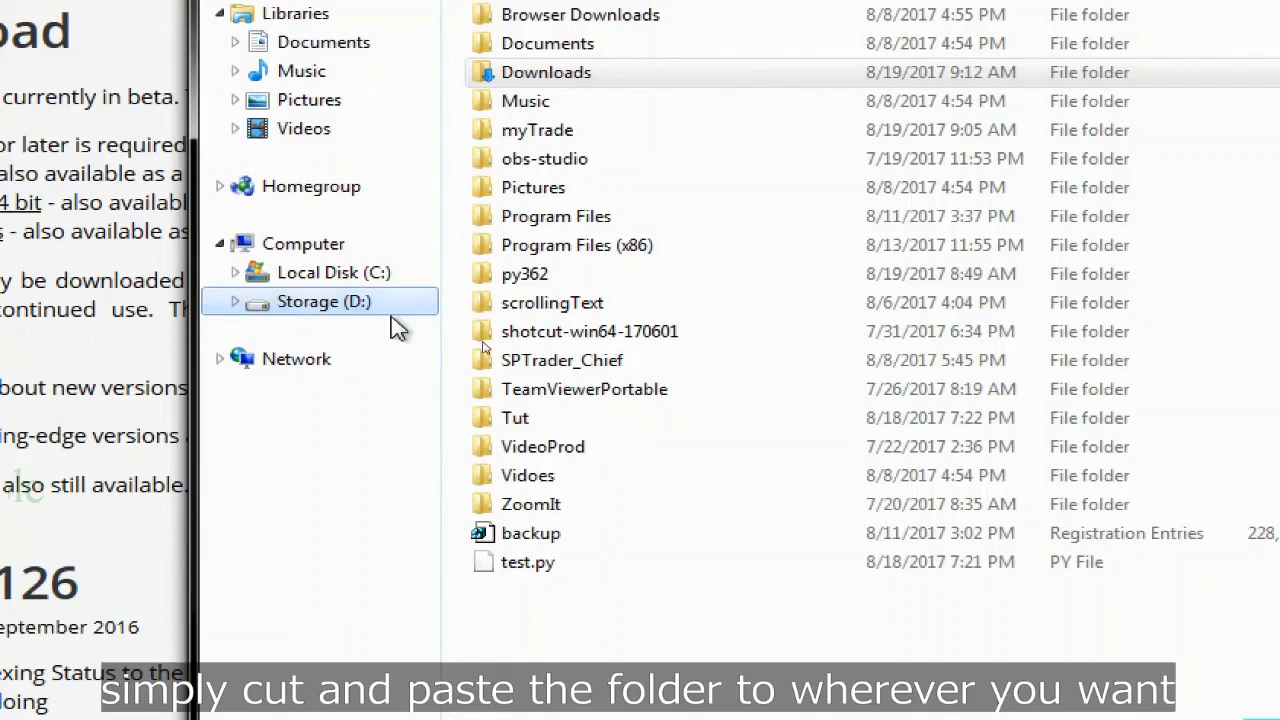 oad
currently in beta.
or later is required
also available as a
4 bit - also availabl
- also available as
y be downloaded
continued use. Th
bout new versions
ing-edge versions
also still available.
126
eptember 2016
xing Status to the
doing
Libraries
Documents
Music
Pictures
Videos
Homegroup
Computer
Local Disk (C:)
Storage (D:)
Network
Browser Downloads 8/8/2017 4:55 PM File folder
Documents 8/8/2017 4:54 PM File folder
Downloads 8/19/2017 9:12 AM File folder
Music 8/8/2017 4:54 PM File folder
myTrade 8/19/2017 9:05 AM File folder
obs-studio 7/19/2017 11:53 PM File folder
Pictures 8/8/2017 4:54 PM File folder
Program Files 8/11/2017 3:37 PM File folder
Program Files (x86) 8/13/2017 11:55 PM File folder
py362 8/19/2017 8:49 AM File folder
scrollingText 8/6/2017 4:04 PM File folder
shotcut-win64-170601 7/31/2017 6:34 PM File folder
SPTrader_Chief 8/8/2017 5:45 PM File folder
TeamViewerPortable 7/26/2017 8:19 AM File folder
Tut 8/18/2017 7:22 PM File folder
VideoProd 7/22/2017 2:36 PM File folder
Vidoes 8/8/2017 4:54 PM File folder
ZoomIt 7/20/2017 8:35 AM File folder
backup 8/11/2017 3:02 PM Registration Entries 228,
test.py 8/18/2017 7:21 PM PY File
simply cut and paste the folder to wherever you want